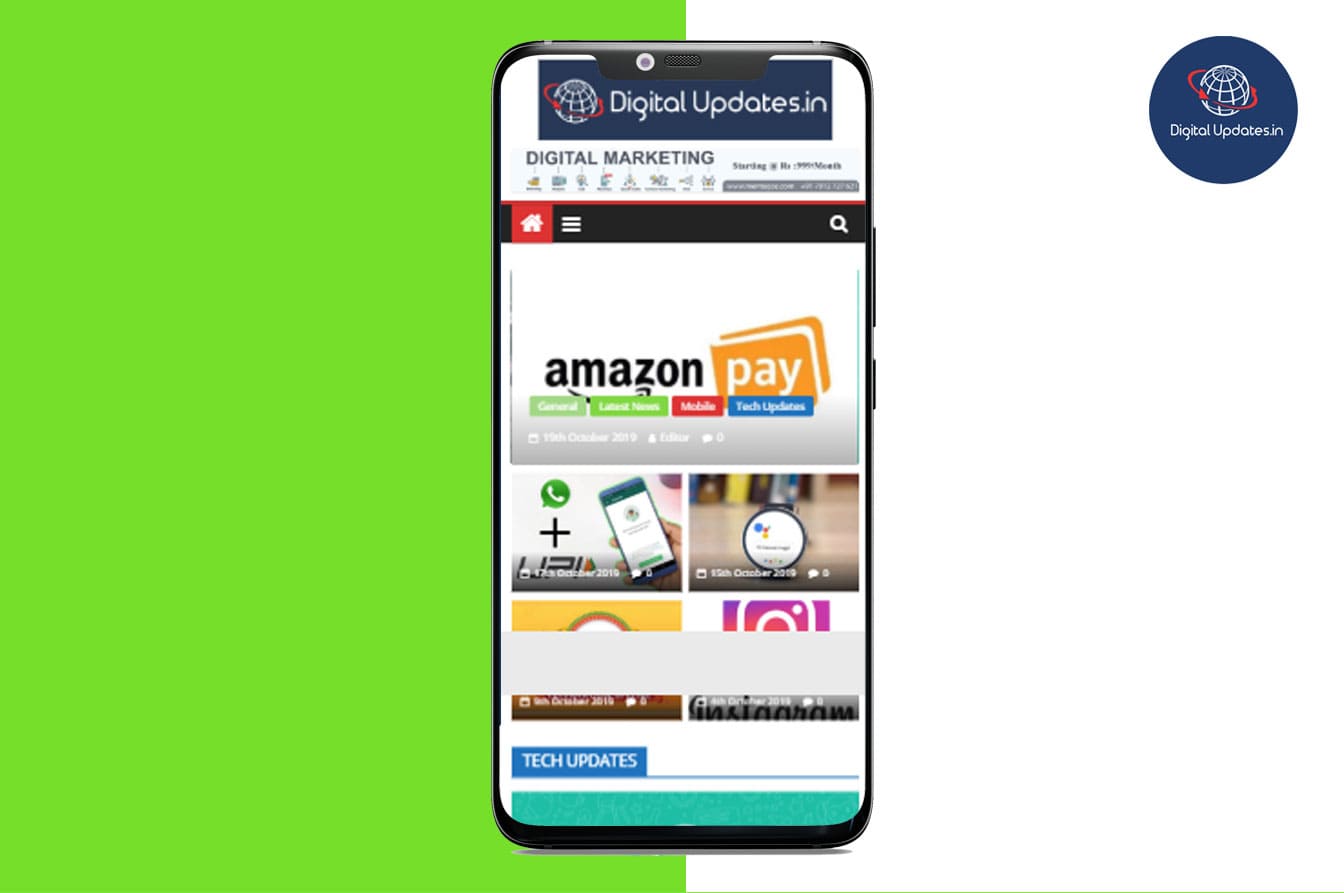 Digital Updates.in
Digital Updates.in
DIGITAL MARKETING
Starting @ Rs :999/Month
amazon pay
General Latest News Mobile Tech Updates
19th October 2019 Editor 0
UPI
17th October 2019 0
15th October 2019 0
9th October 2019 0
4th October 2019 0
instagram
TECH UPDATES